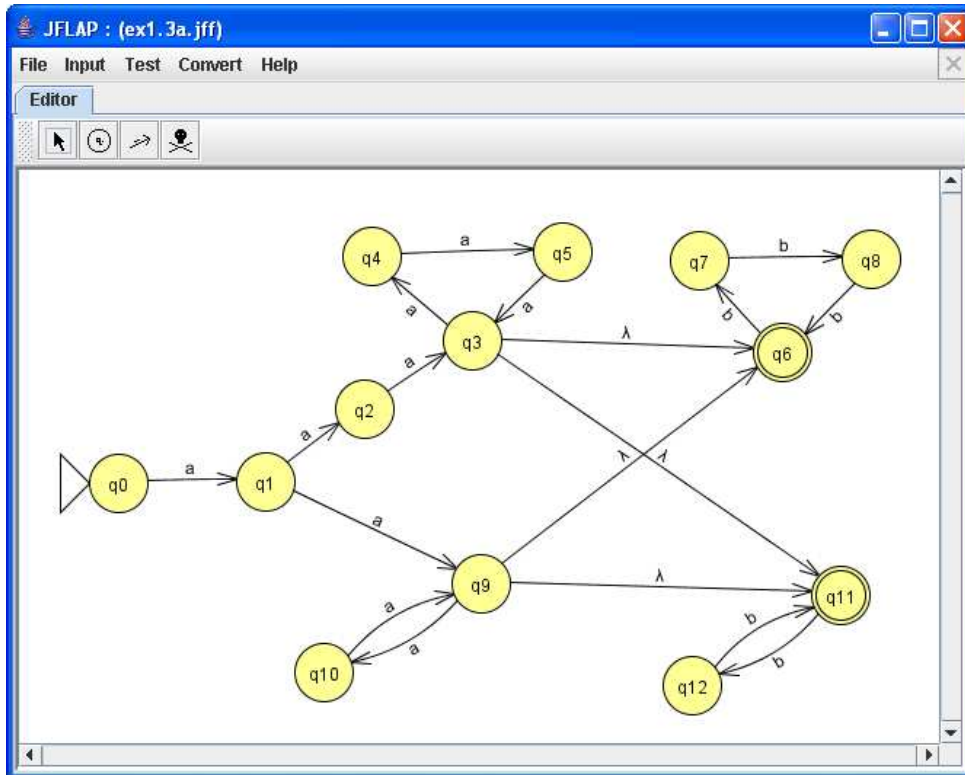 JFLAP : (ex1.3a.jff)
File Input Test Convert Help
Editor
q
a
q4
q5
b
q7
q8
a
a
b
b
q3
λ
q6
a
q2
a
λ
λ
a
q0
q1
a
q9
λ
q11
a
a
b
b
q10
q12